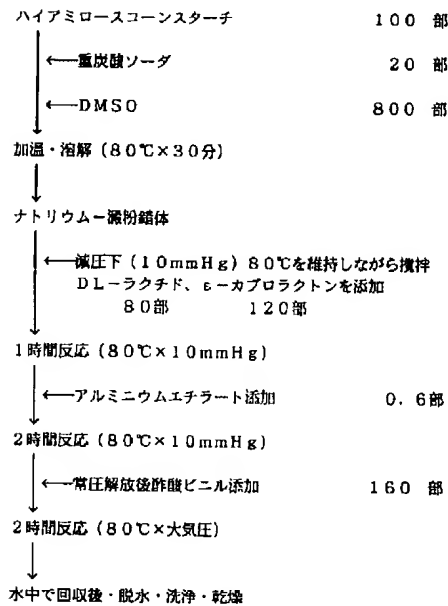 ハイアミロースコーンスターチ 100 部
←重炭酸ソーダ 20 部
←DMSO 800 部
加温・溶解(80℃×30分)
ナトリウム−澱粉錯体
←減圧下(10mmHg)80℃を維持しながら攪拌
DL−ラクチド、ε−カプロラクトンを添加
80部 120部
1時間反応(80℃×10mmHg)
←アルミニウムエチラート添加 0.6部
2時間反応(80℃×10mmHg)
←常圧解放後酢酸ビニル添加 160 部
2時間反応(80℃×大気圧)
水中で回収後・脱水・洗浄・乾燥